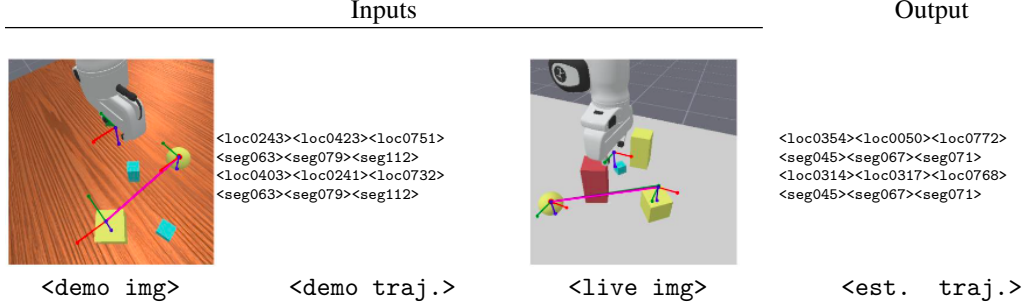 Inputs
Output
<loc0243><loc0423><loc0751>
<seg063><seg079><seg112>
<loc0403><loc0241><loc0732>
<seg063><seg079><seg112>
<loc0354><loc0050><loc0772>
<seg045><seg067><seg071>
<loc0314><loc0317><loc0768>
<seg045><seg067><seg071>
<demo img>
<demo traj.>
<live img>
<est. traj.>